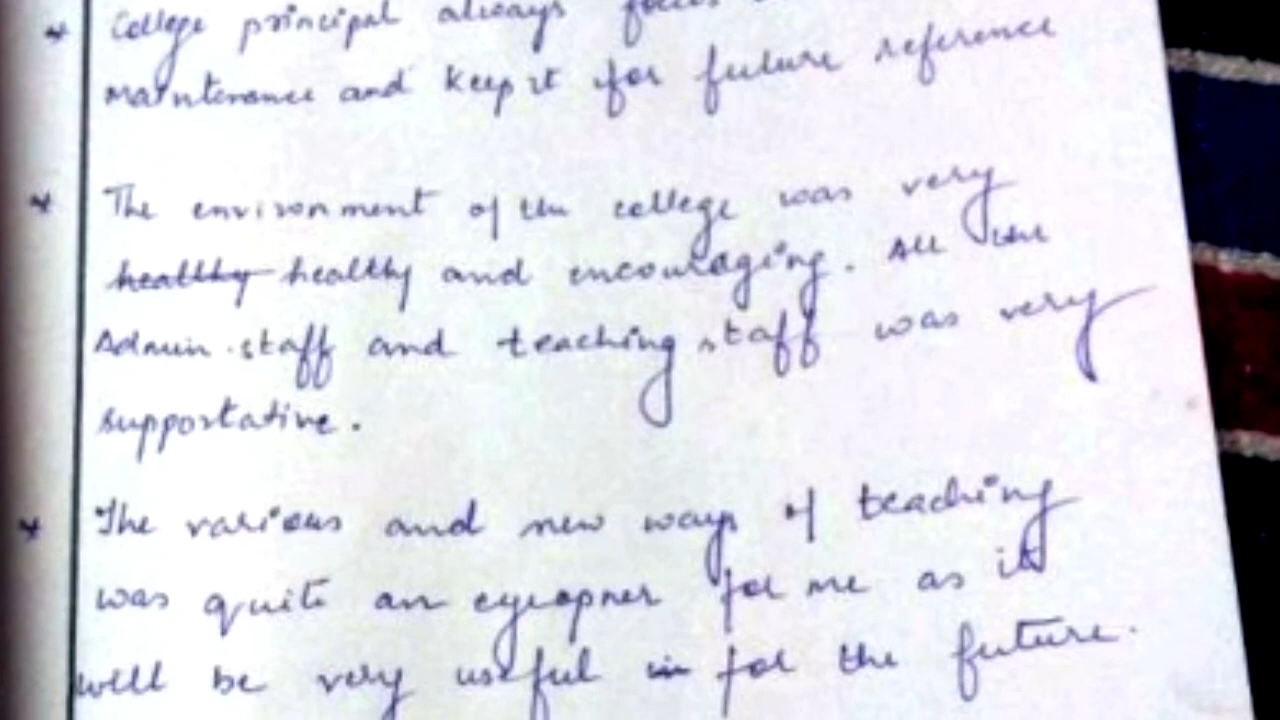 * College principal always focus
maintenance and keep it for future reference
* The environment of the college was very
healthy healthy and encouraging. All the
Admin staff and teaching staff was very
supportative.
* The various and new ways of teaching
was quite an eyeopner for me as it
will be very useful in for the future.